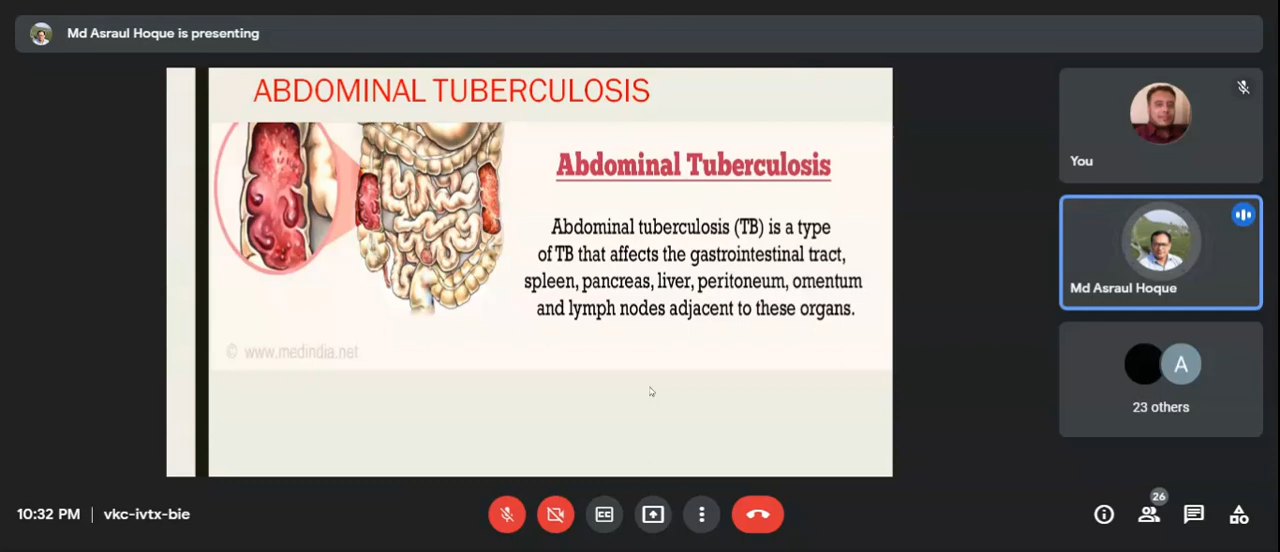 Md Asraul Hoque is presenting
ABDOMINAL TUBERCULOSIS
Abdominal Tuberculosis
Abdominal tuberculosis (TB) is a type
of TB that affects the gastrointestinal tract,
spleen, pancreas, liver, peritoneum, omentum
and lymph nodes adjacent to these organs.
© www.medindia.net
You
Md Asraul Hoque
A
23 others
10:32 PM | vkc-ivtx-bie
CC
26